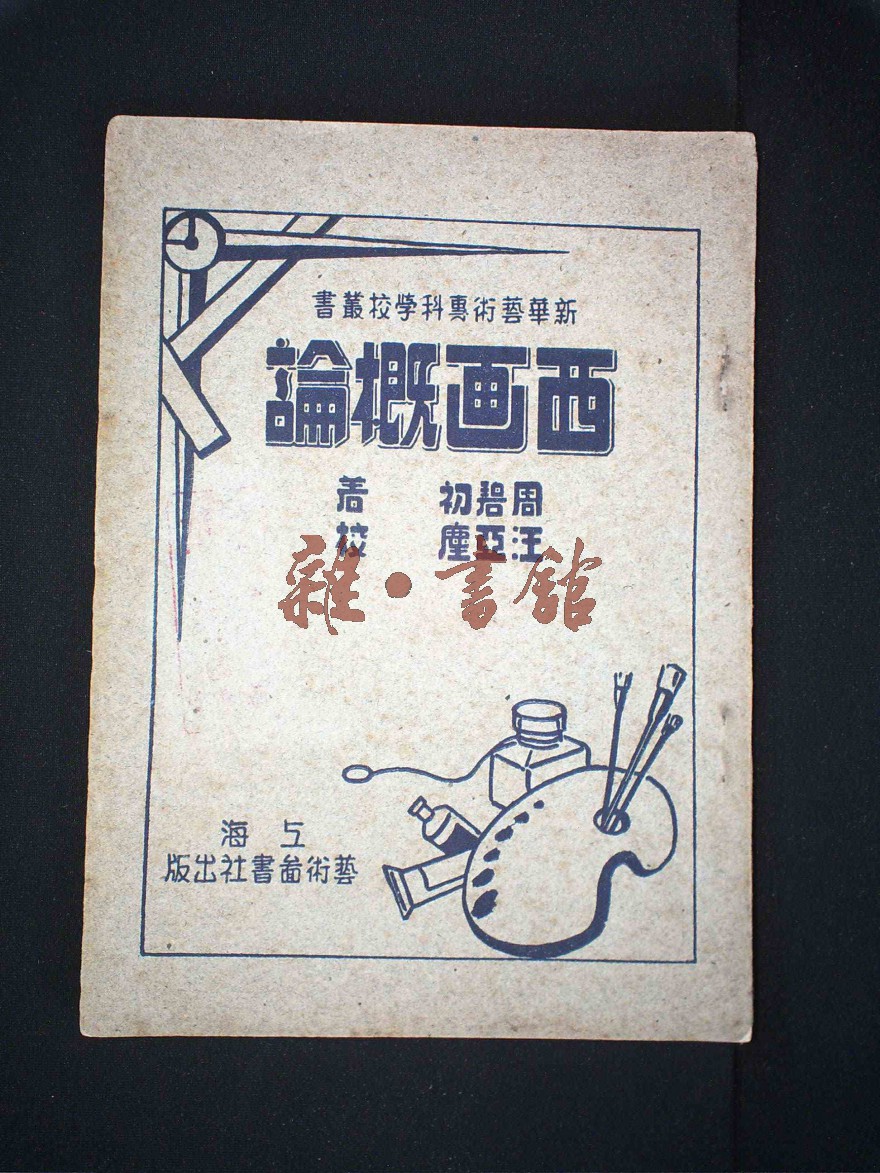 新華藝術專科學校叢書
西画概論
周碧初 著
汪亞塵 校
雜·書館
上海
藝術畣書社出版